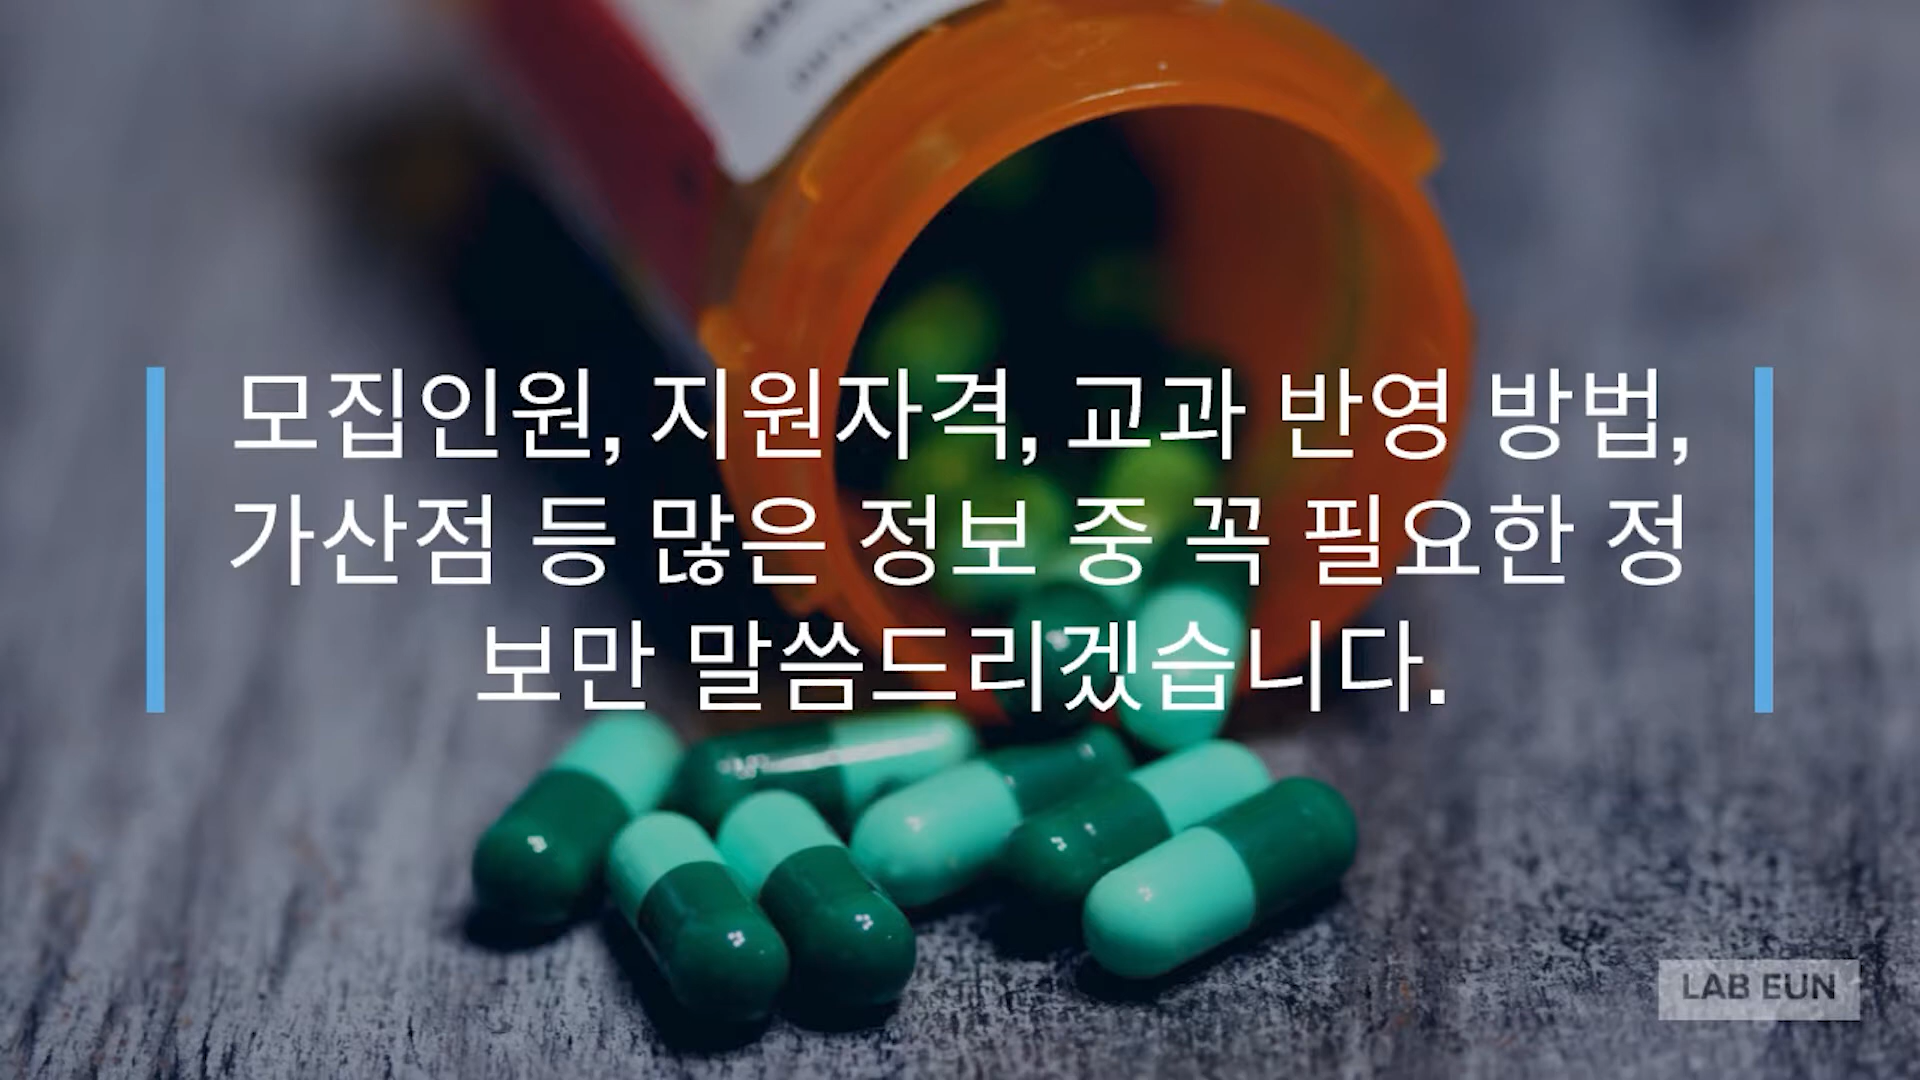 모집인원, 지원자격, 교과 반영 방법,
가산점 등 많은 정보 중 꼭 필요한 정
보만 말씀드리겠습니다.
LAB EUN